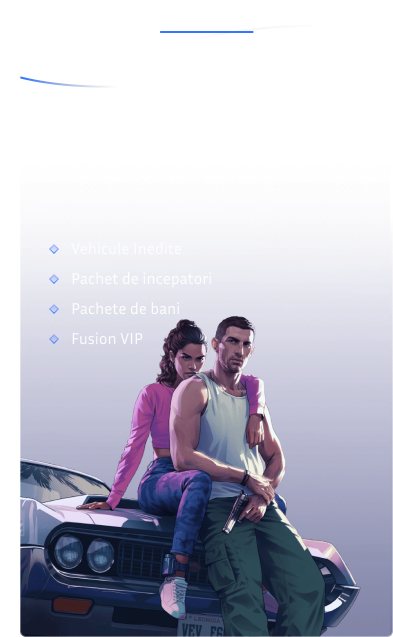 Vehicule Inedite
Pachet de incepatori
Pachete de bani
Fusion VIP